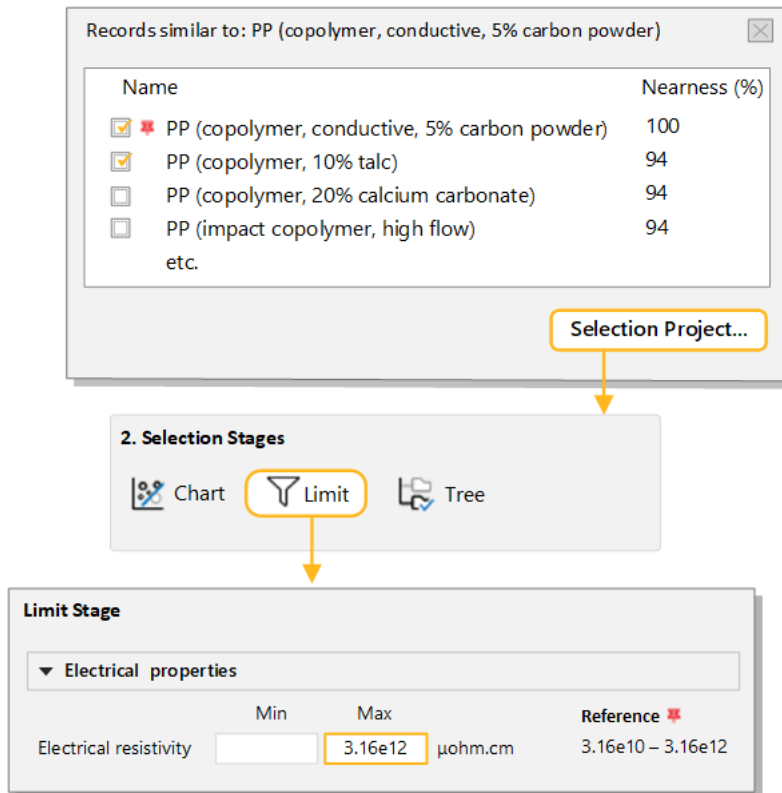 Records similar to: PP (copolymer, conductive, 5% carbon powder)
Name Nearness (%)
PP (copolymer, conductive, 5% carbon powder) 100
PP (copolymer, 10% talc) 94
PP (copolymer, 20% calcium carbonate) 94
PP (impact copolymer, high flow) 94
etc.
Selection Project...
2. Selection Stages
Chart Limit Tree
Limit Stage
Electrical properties
Min Max Reference
Electrical resistivity 3.16e12 µohm.cm 3.16e10 – 3.16e12